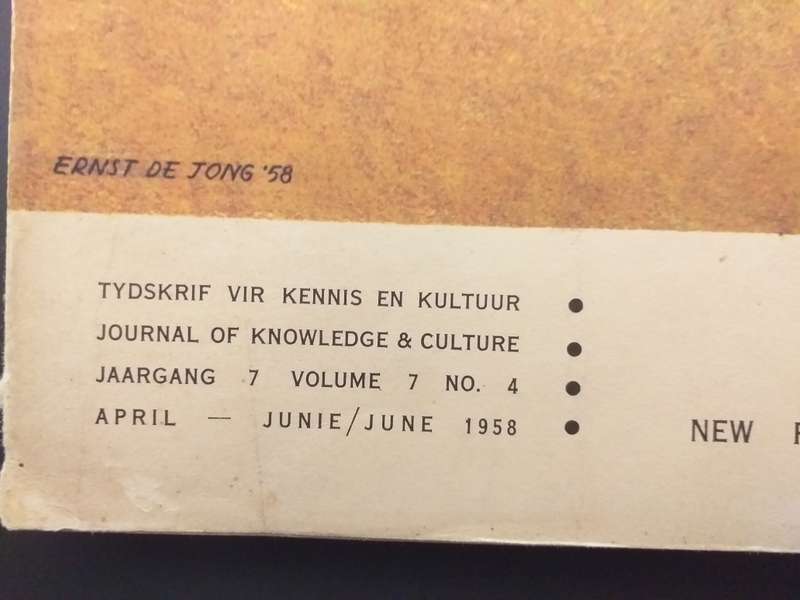 ERNST DE JONG '58
TYDSKRIF VIR KENNIS EN KULTUUR •
JOURNAL OF KNOWLEDGE & CULTURE •
JAARGANG 7 VOLUME 7 NO. 4 •
APRIL — JUNIE/JUNE 1958 •
NEW